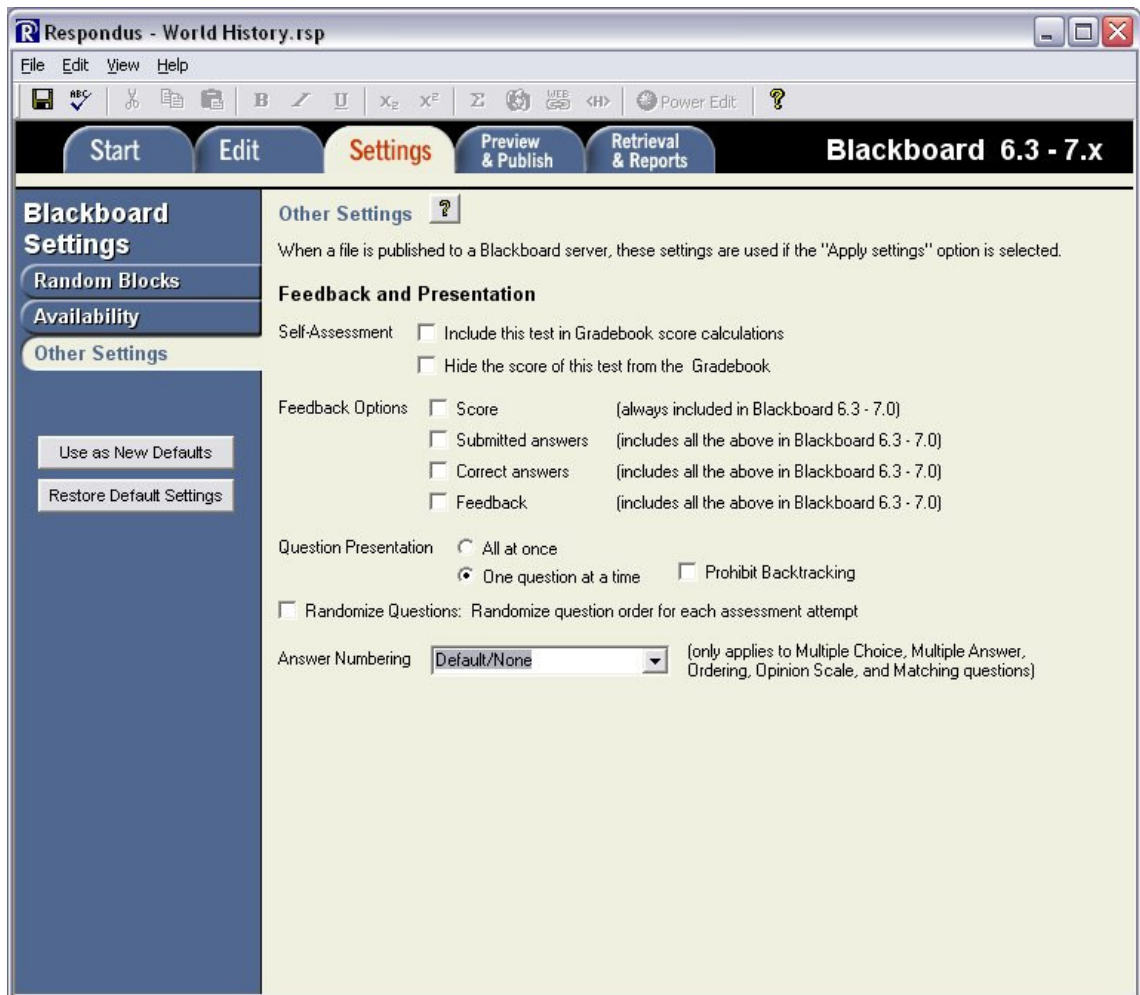 Respondus - World History.rsp
File Edit View Help
ABC B I U X₂ X² Σ WEB <H> Power Edit ?
Start Edit Settings Preview & Publish Retrieval & Reports Blackboard 6.3 - 7.x
Blackboard Settings
Random Blocks
Availability
Other Settings
Use as New Defaults
Restore Default Settings
Other Settings ?
When a file is published to a Blackboard server, these settings are used if the "Apply settings" option is selected.
Feedback and Presentation
Self-Assessment Include this test in Gradebook score calculations
Hide the score of this test from the Gradebook
Feedback Options Score (always included in Blackboard 6.3 - 7.0)
Submitted answers (includes all the above in Blackboard 6.3 - 7.0)
Correct answers (includes all the above in Blackboard 6.3 - 7.0)
Feedback (includes all the above in Blackboard 6.3 - 7.0)
Question Presentation All at once
One question at a time Prohibit Backtracking
Randomize Questions: Randomize question order for each assessment attempt
Answer Numbering Default/None (only applies to Multiple Choice, Multiple Answer,
Ordering, Opinion Scale, and Matching questions)